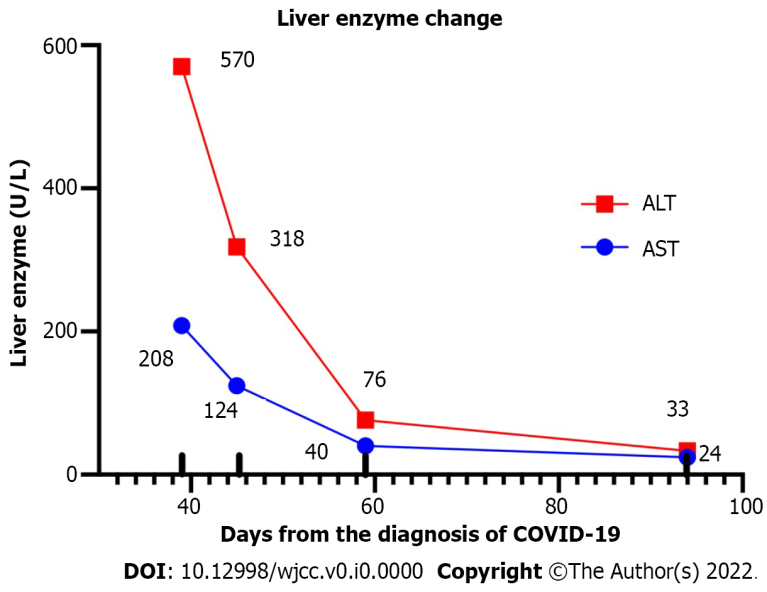 Liver enzyme change
600
400
200
0
Liver enzyme (U/L)
570
318
76
33
208
124
40
24
ALT
AST
40
60
80
100
Days from the diagnosis of COVID-19
DOI: 10.12998/wjcc.v0.i0.0000 Copyright ©The Author(s) 2022.